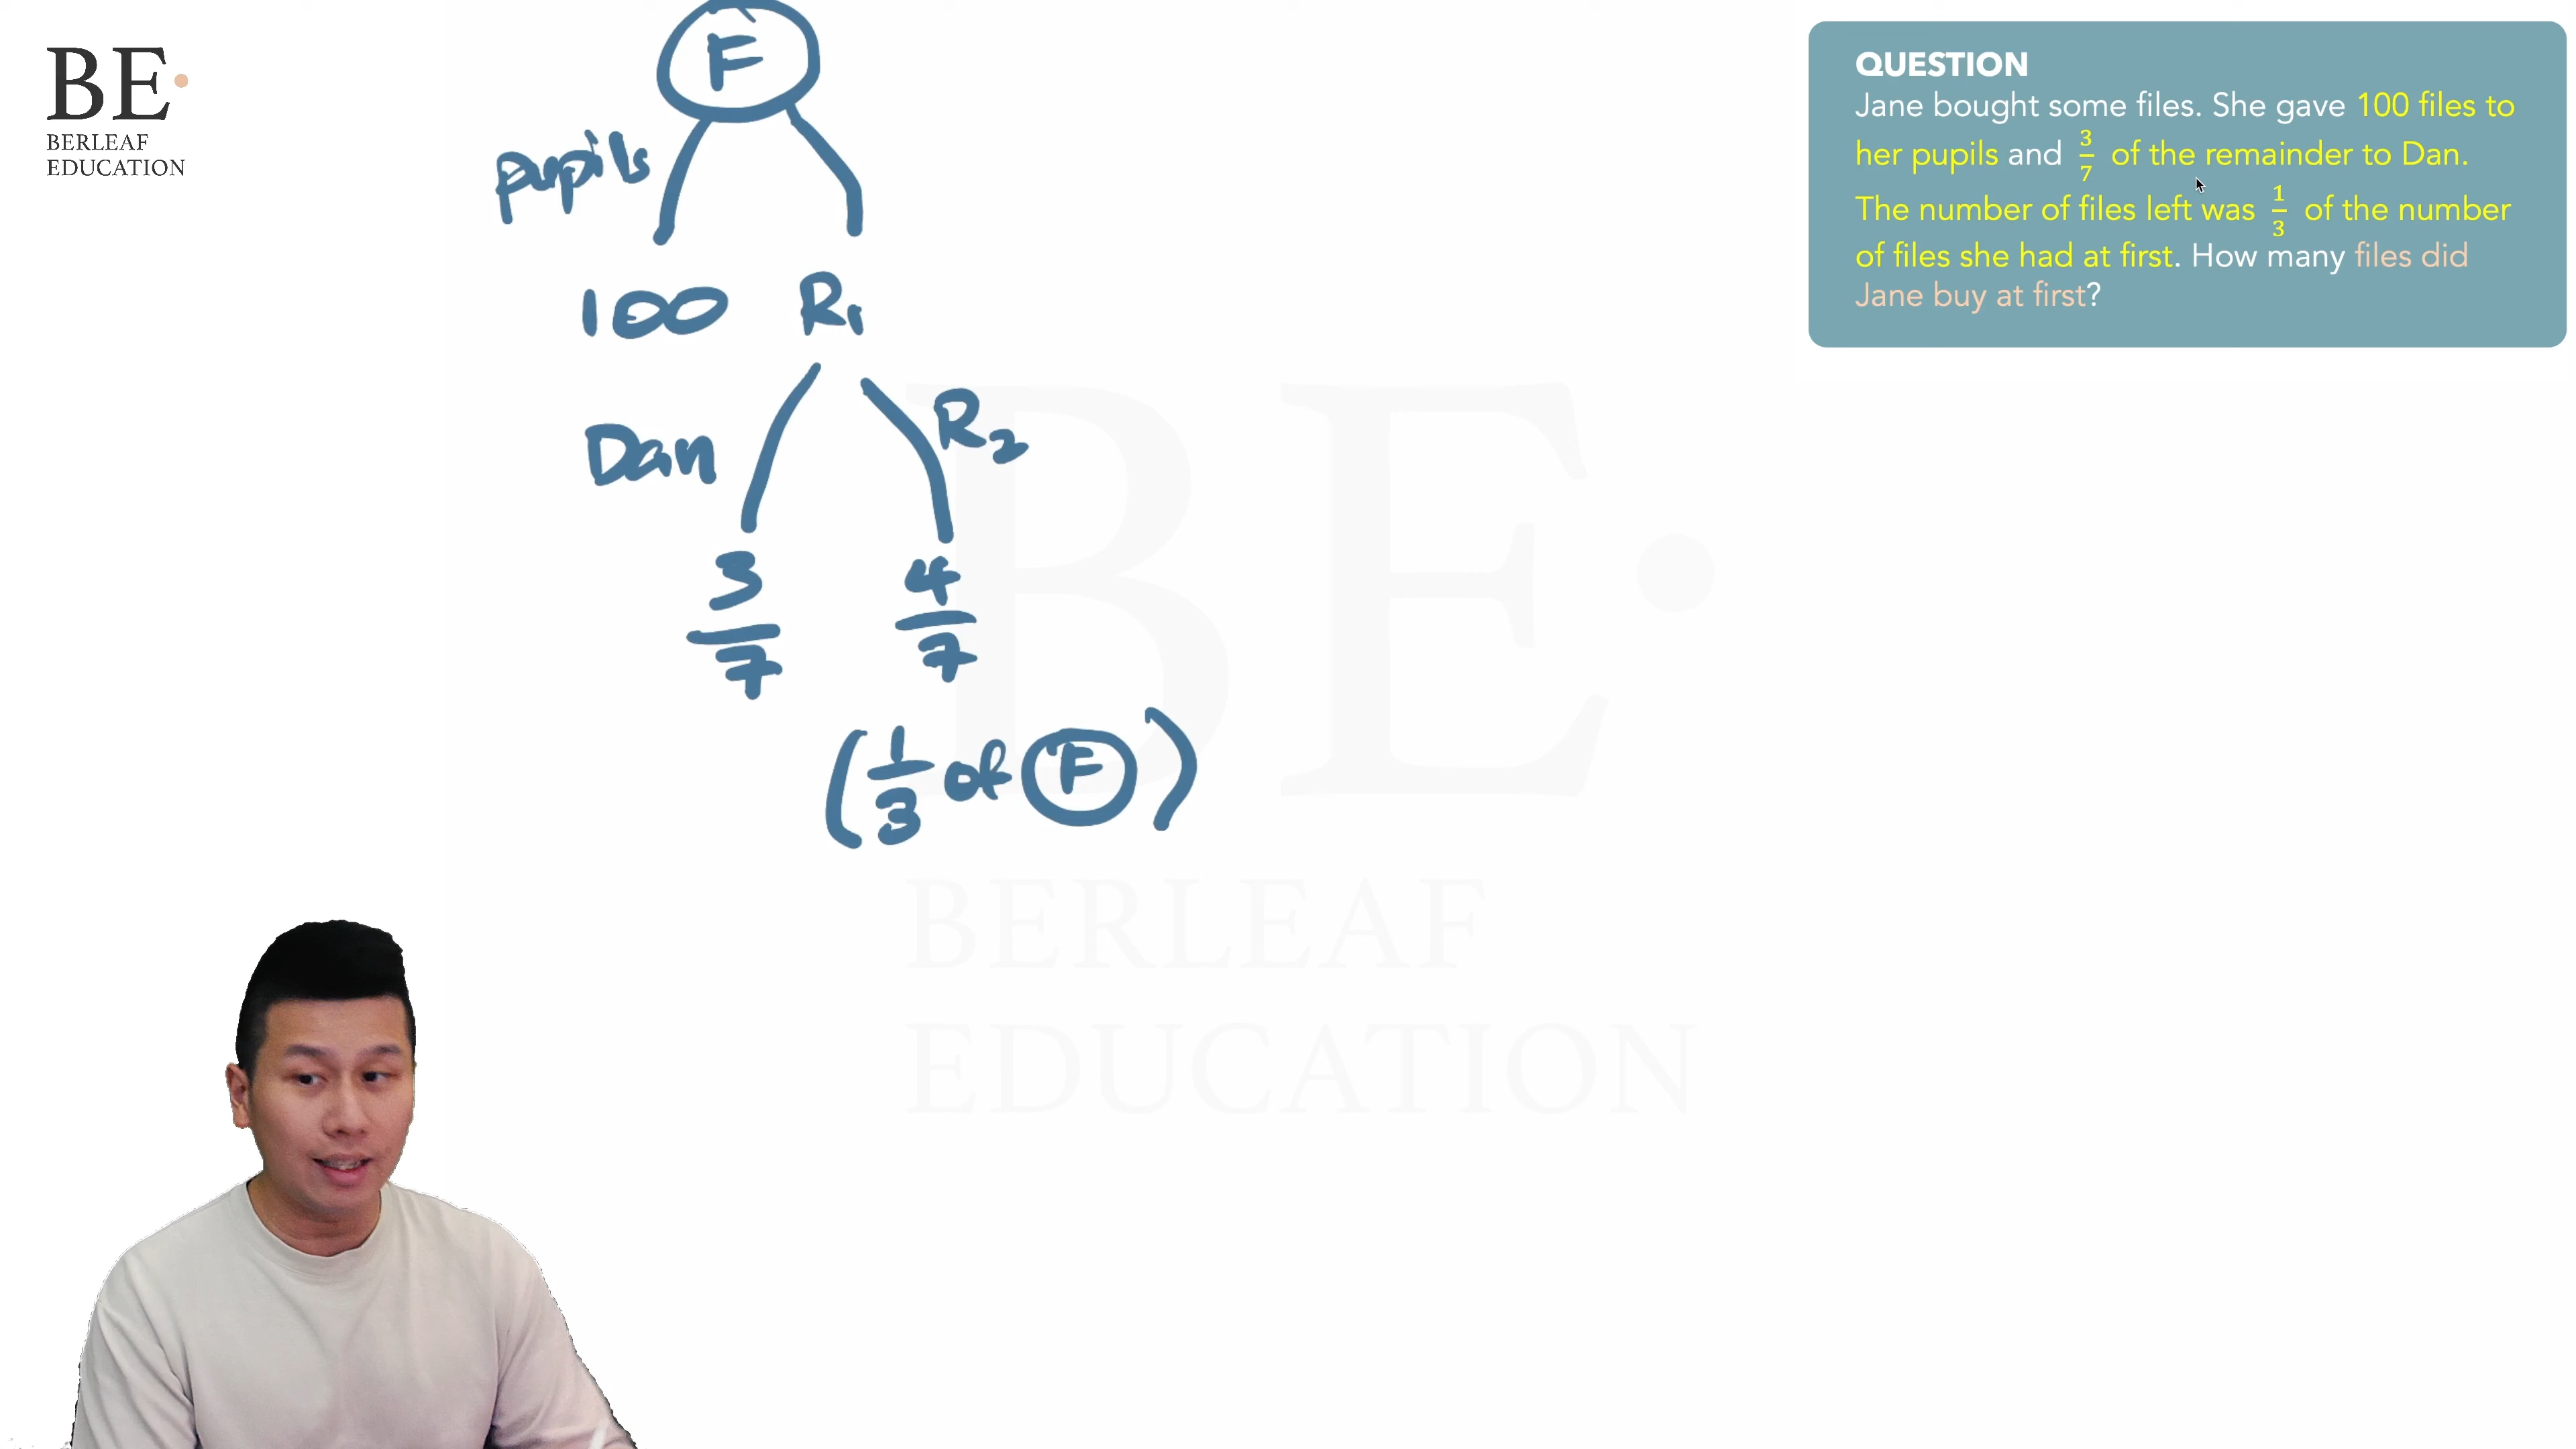 BE
BERLEAF
EDUCATION
F
pupils
100 R₁
Dan R₂
3/7 4/7
(1/3 of F)
QUESTION
Jane bought some files. She gave 100 files to
her pupils and 3/7 of the remainder to Dan.
The number of files left was 1/3 of the number
of files she had at first. How many files did
Jane buy at first?
BE
BERLEAF
EDUCATION